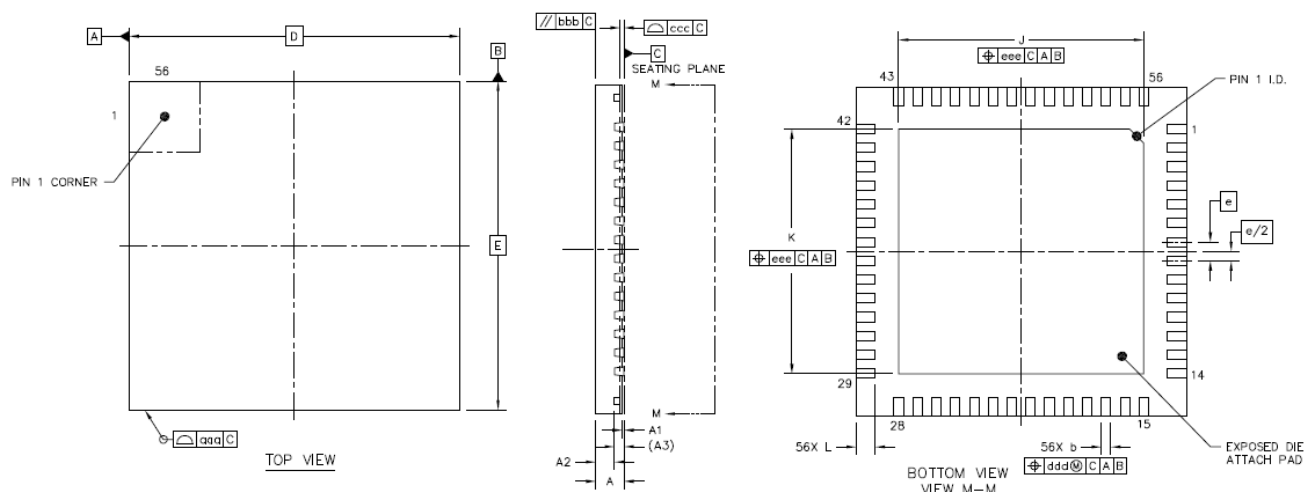 A
D
B
56
1
PIN 1 CORNER
E
aaa C
TOP VIEW
// bbb C
ccc C
C
SEATING PLANE
M
M
A1
(A3)
A2
A
J
eee C A B
43
56
PIN 1 I.D.
42
1
e
e/2
K
eee C A B
29
14
28
15
56X L
56X b
ddd Ⓜ C A B
EXPOSED DIE
ATTACH PAD
BOTTOM VIEW
VIEW M-M